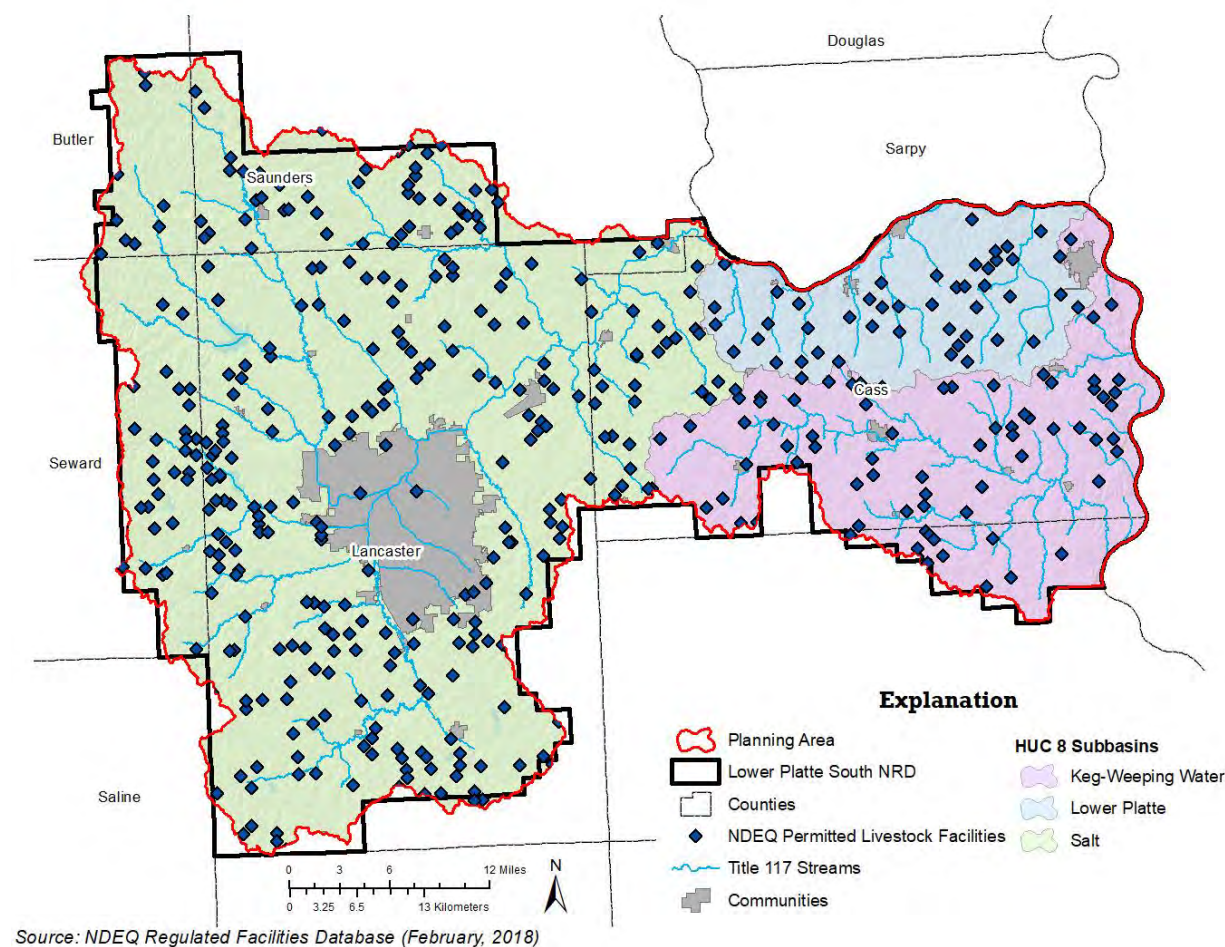 Douglas
Butler
Sarpy
Saunders
Cass
Seward
Lancaster
Saline
Explanation
Planning Area
Lower Platte South NRD
Counties
NDEQ Permitted Livestock Facilities
Title 117 Streams
Communities
HUC 8 Subbasins
Keg-Weeping Water
Lower Platte
Salt
0 3 6 12 Miles
0 3.25 6.5 13 Kilometers
N
Source: NDEQ Regulated Facilities Database (February, 2018)